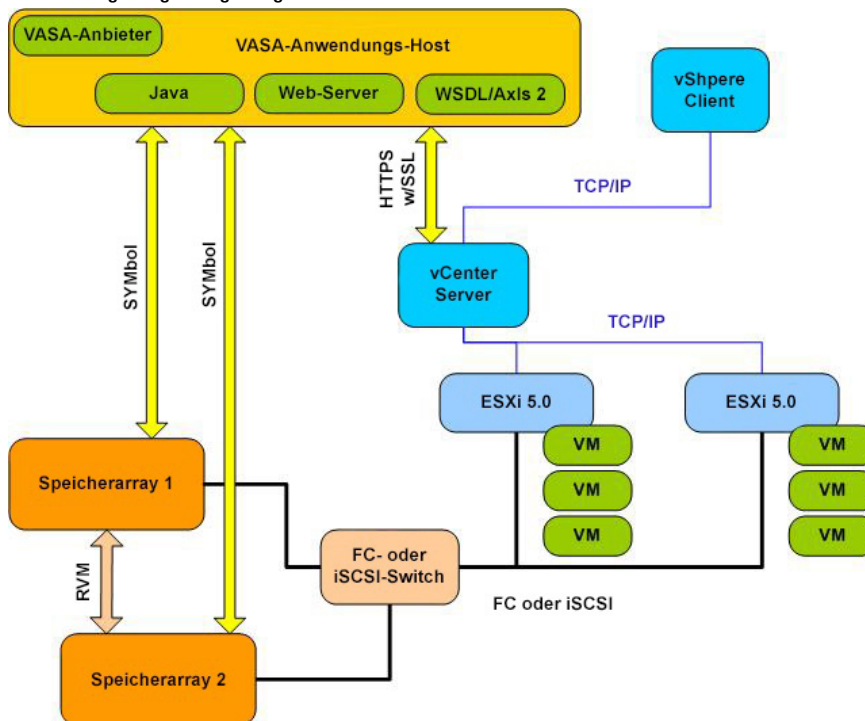 VASA-Anbieter
VASA-Anwendungs-Host
Java
Web-Server
WSDL/AxIs 2
vShpere
Client
HTTPS
w/SSL
TCP/IP
SYMbol
SYMbol
vCenter
Server
TCP/IP
ESXi 5.0
ESXi 5.0
VM
VM
VM
VM
VM
VM
Speicherarray 1
FC- oder
iSCSI-Switch
RVM
FC oder iSCSI
Speicherarray 2